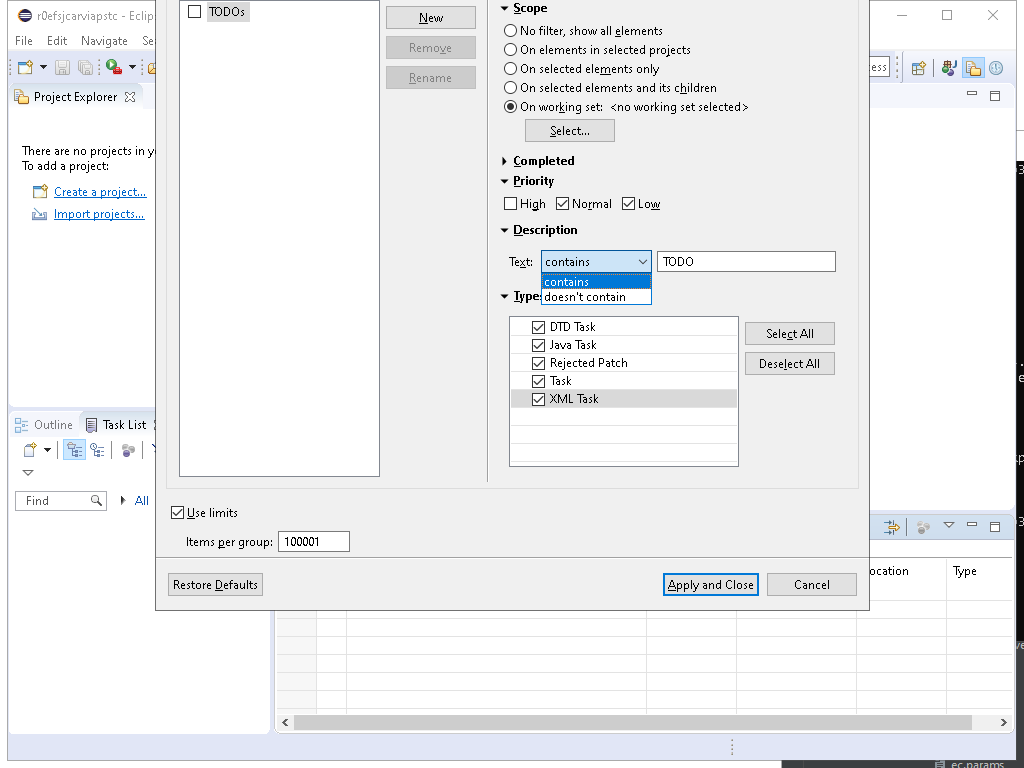 r0efsjcarviapstc - Eclip
File Edit Navigate Se
Project Explorer
There are no projects in y
To add a project:
Create a project...
Import projects...
Outline Task List
Find All
TODOs
New
Remove
Rename
Scope
No filter, show all elements
On elements in selected projects
On selected elements only
On selected elements and its children
On working set: <no working set selected>
Select...
Completed
Priority
High Normal Low
Description
Text: contains TODO
contains
doesn't contain
Types
DTD Task
Java Task
Rejected Patch
Task
XML Task
Select All
Deselect All
Use limits
Items per group: 100001
Restore Defaults Apply and Close Cancel
ess
ocation Type
ec.params